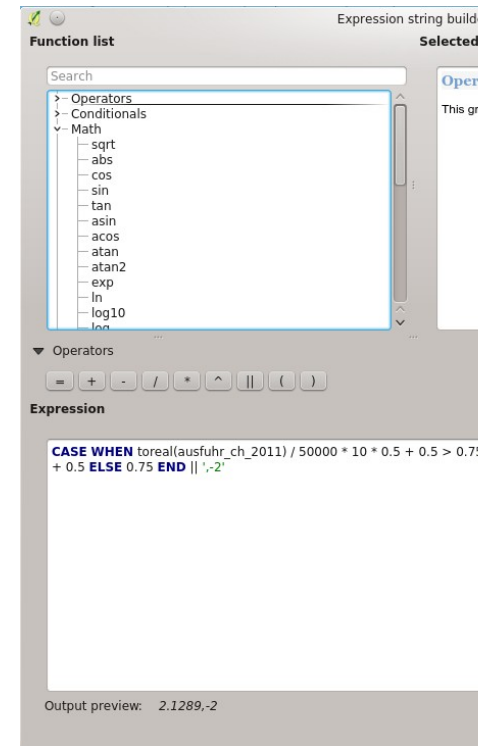 Expression string build
Function list
Selected
Search
Oper
This gr
Operators
Conditionals
Math
sqrt
abs
cos
sin
tan
asin
acos
atan
atan2
exp
ln
log10
log
Operators
= + - / * ^ || ( )
Expression
CASE WHEN toreal(ausfuhr_ch_2011) / 50000 * 10 * 0.5 + 0.5 > 0.75
+ 0.5 ELSE 0.75 END || ',-2'
Output preview: 2.1289,-2